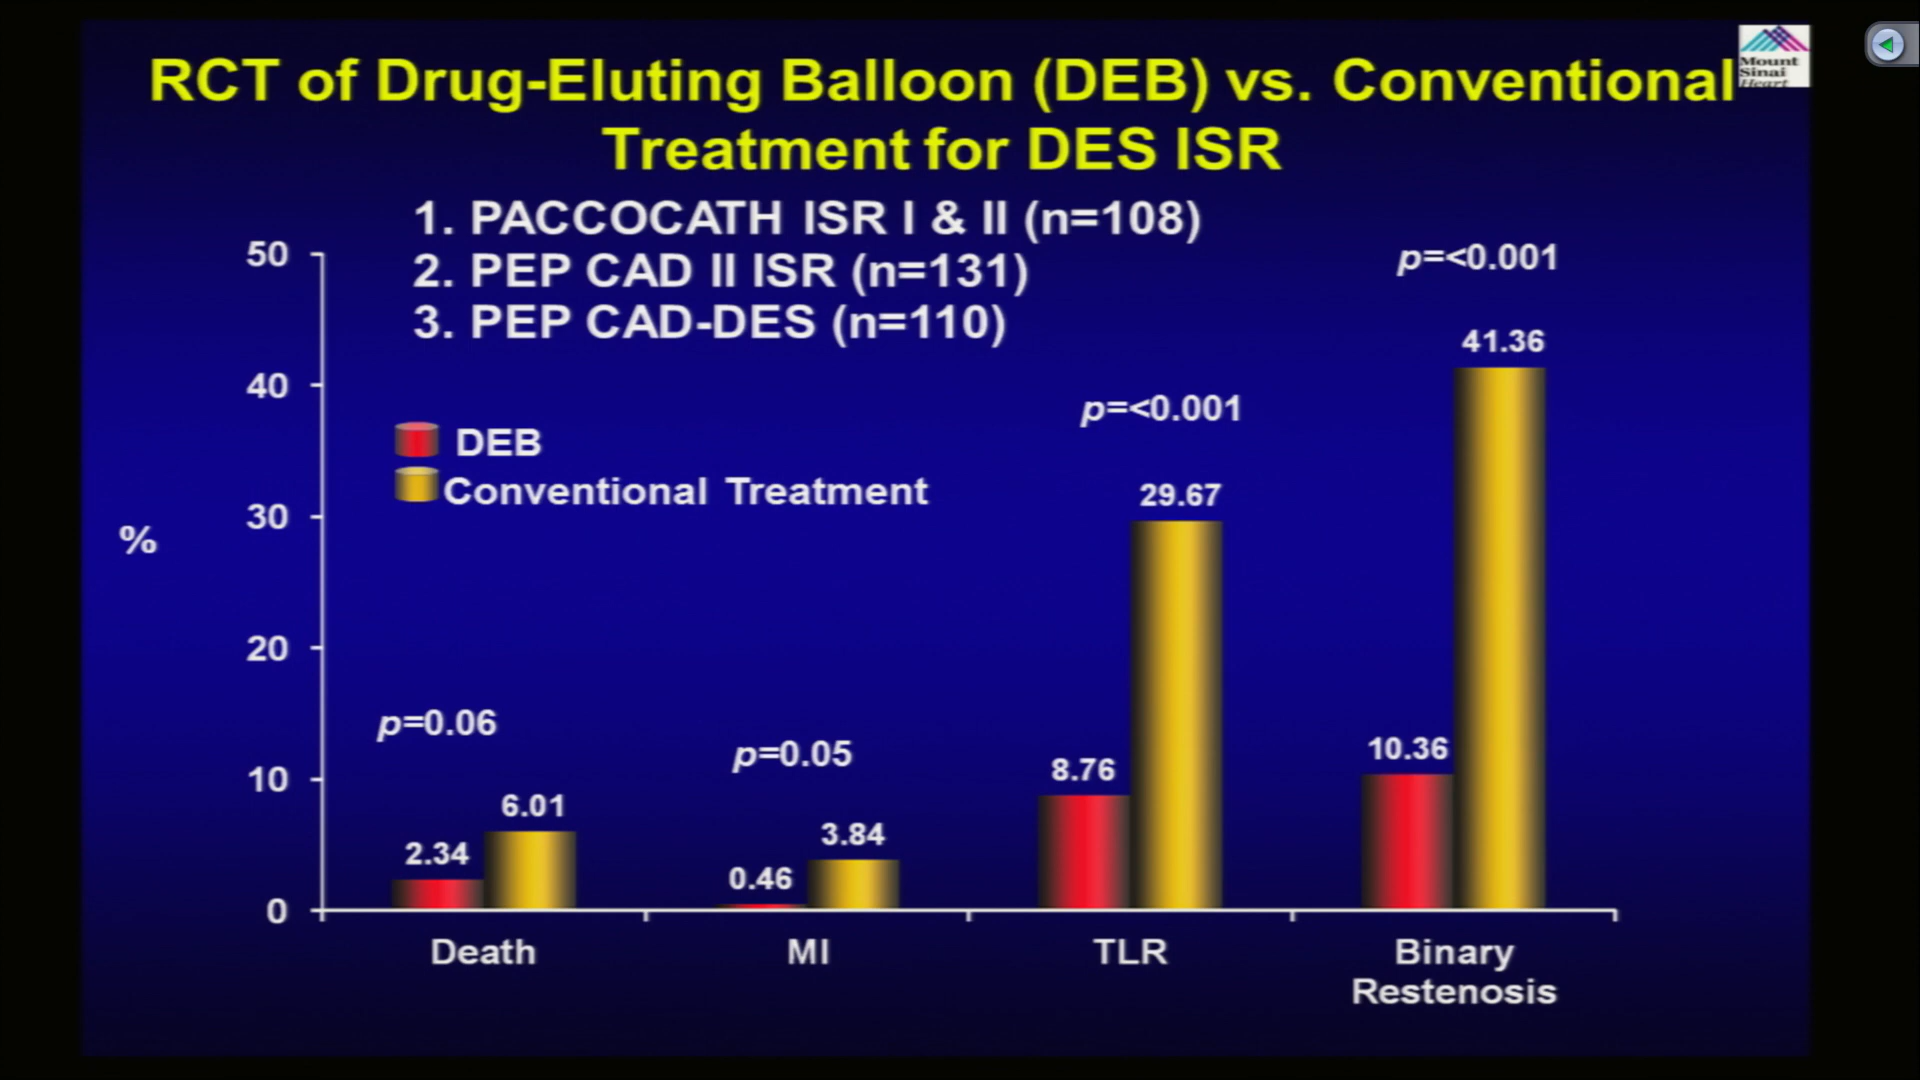 RCT of Drug-Eluting Balloon (DEB) vs. Conventional
Treatment for DES ISR
Mount
Sinai
Heart
1. PACCOCATH ISR I & II (n=108)
2. PEP CAD II ISR (n=131)
3. PEP CAD-DES (n=110)
DEB
Conventional Treatment
%
50
40
30
20
10
0
p=0.06
2.34
6.01
p=0.05
0.46
3.84
p=<0.001
8.76
29.67
p=<0.001
10.36
41.36
Death
MI
TLR
Binary
Restenosis